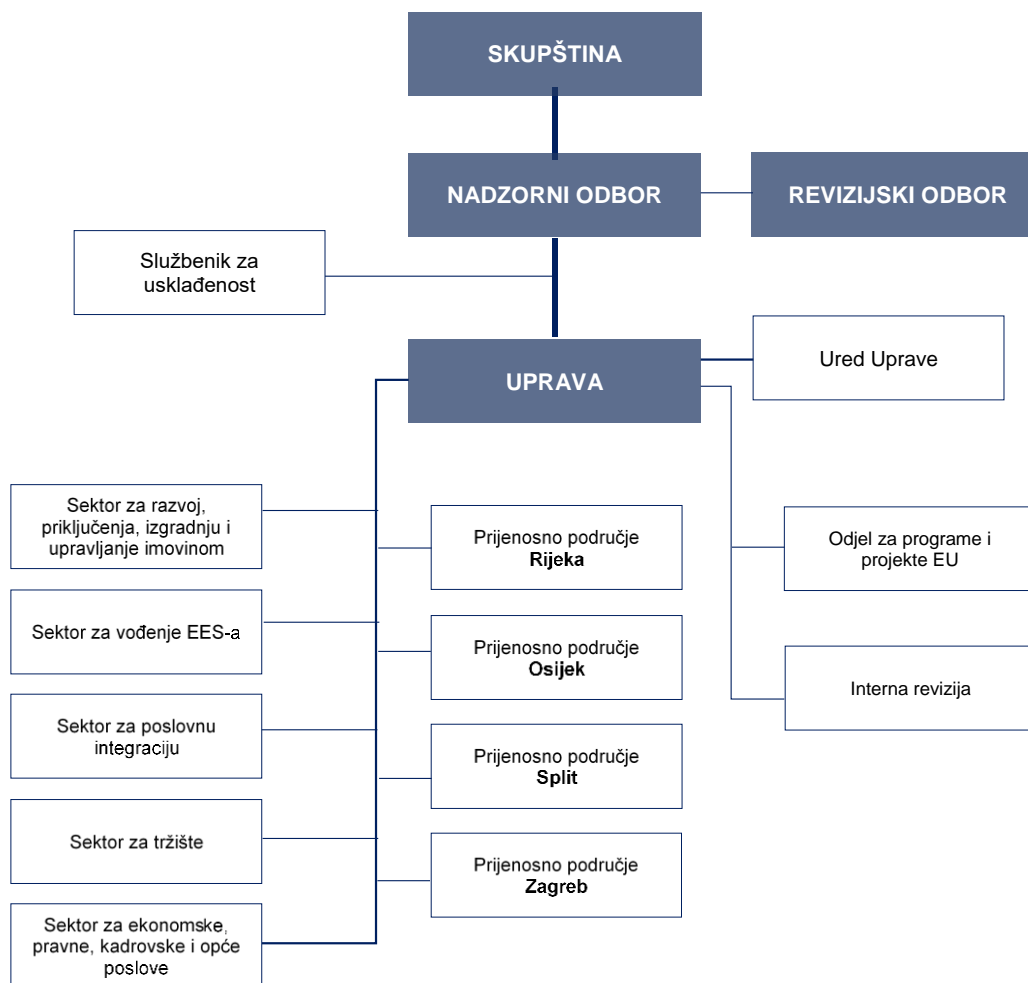 SKUPŠTINA
NADZORNI ODBOR
REVIZIJSKI ODBOR
Službenik za
usklađenost
Ured Uprave
UPRAVA
Sektor za razvoj,
priključenja, izgradnju i
upravljanje imovinom
Sektor za vođenje EES-a
Sektor za poslovnu
integraciju
Sektor za tržište
Sektor za ekonomske,
pravne, kadrovske i opće
poslove
Prijenosno područje
Rijeka
Prijenosno područje
Osijek
Prijenosno područje
Split
Prijenosno područje
Zagreb
Odjel za programe i
projekte EU
Interna revizija